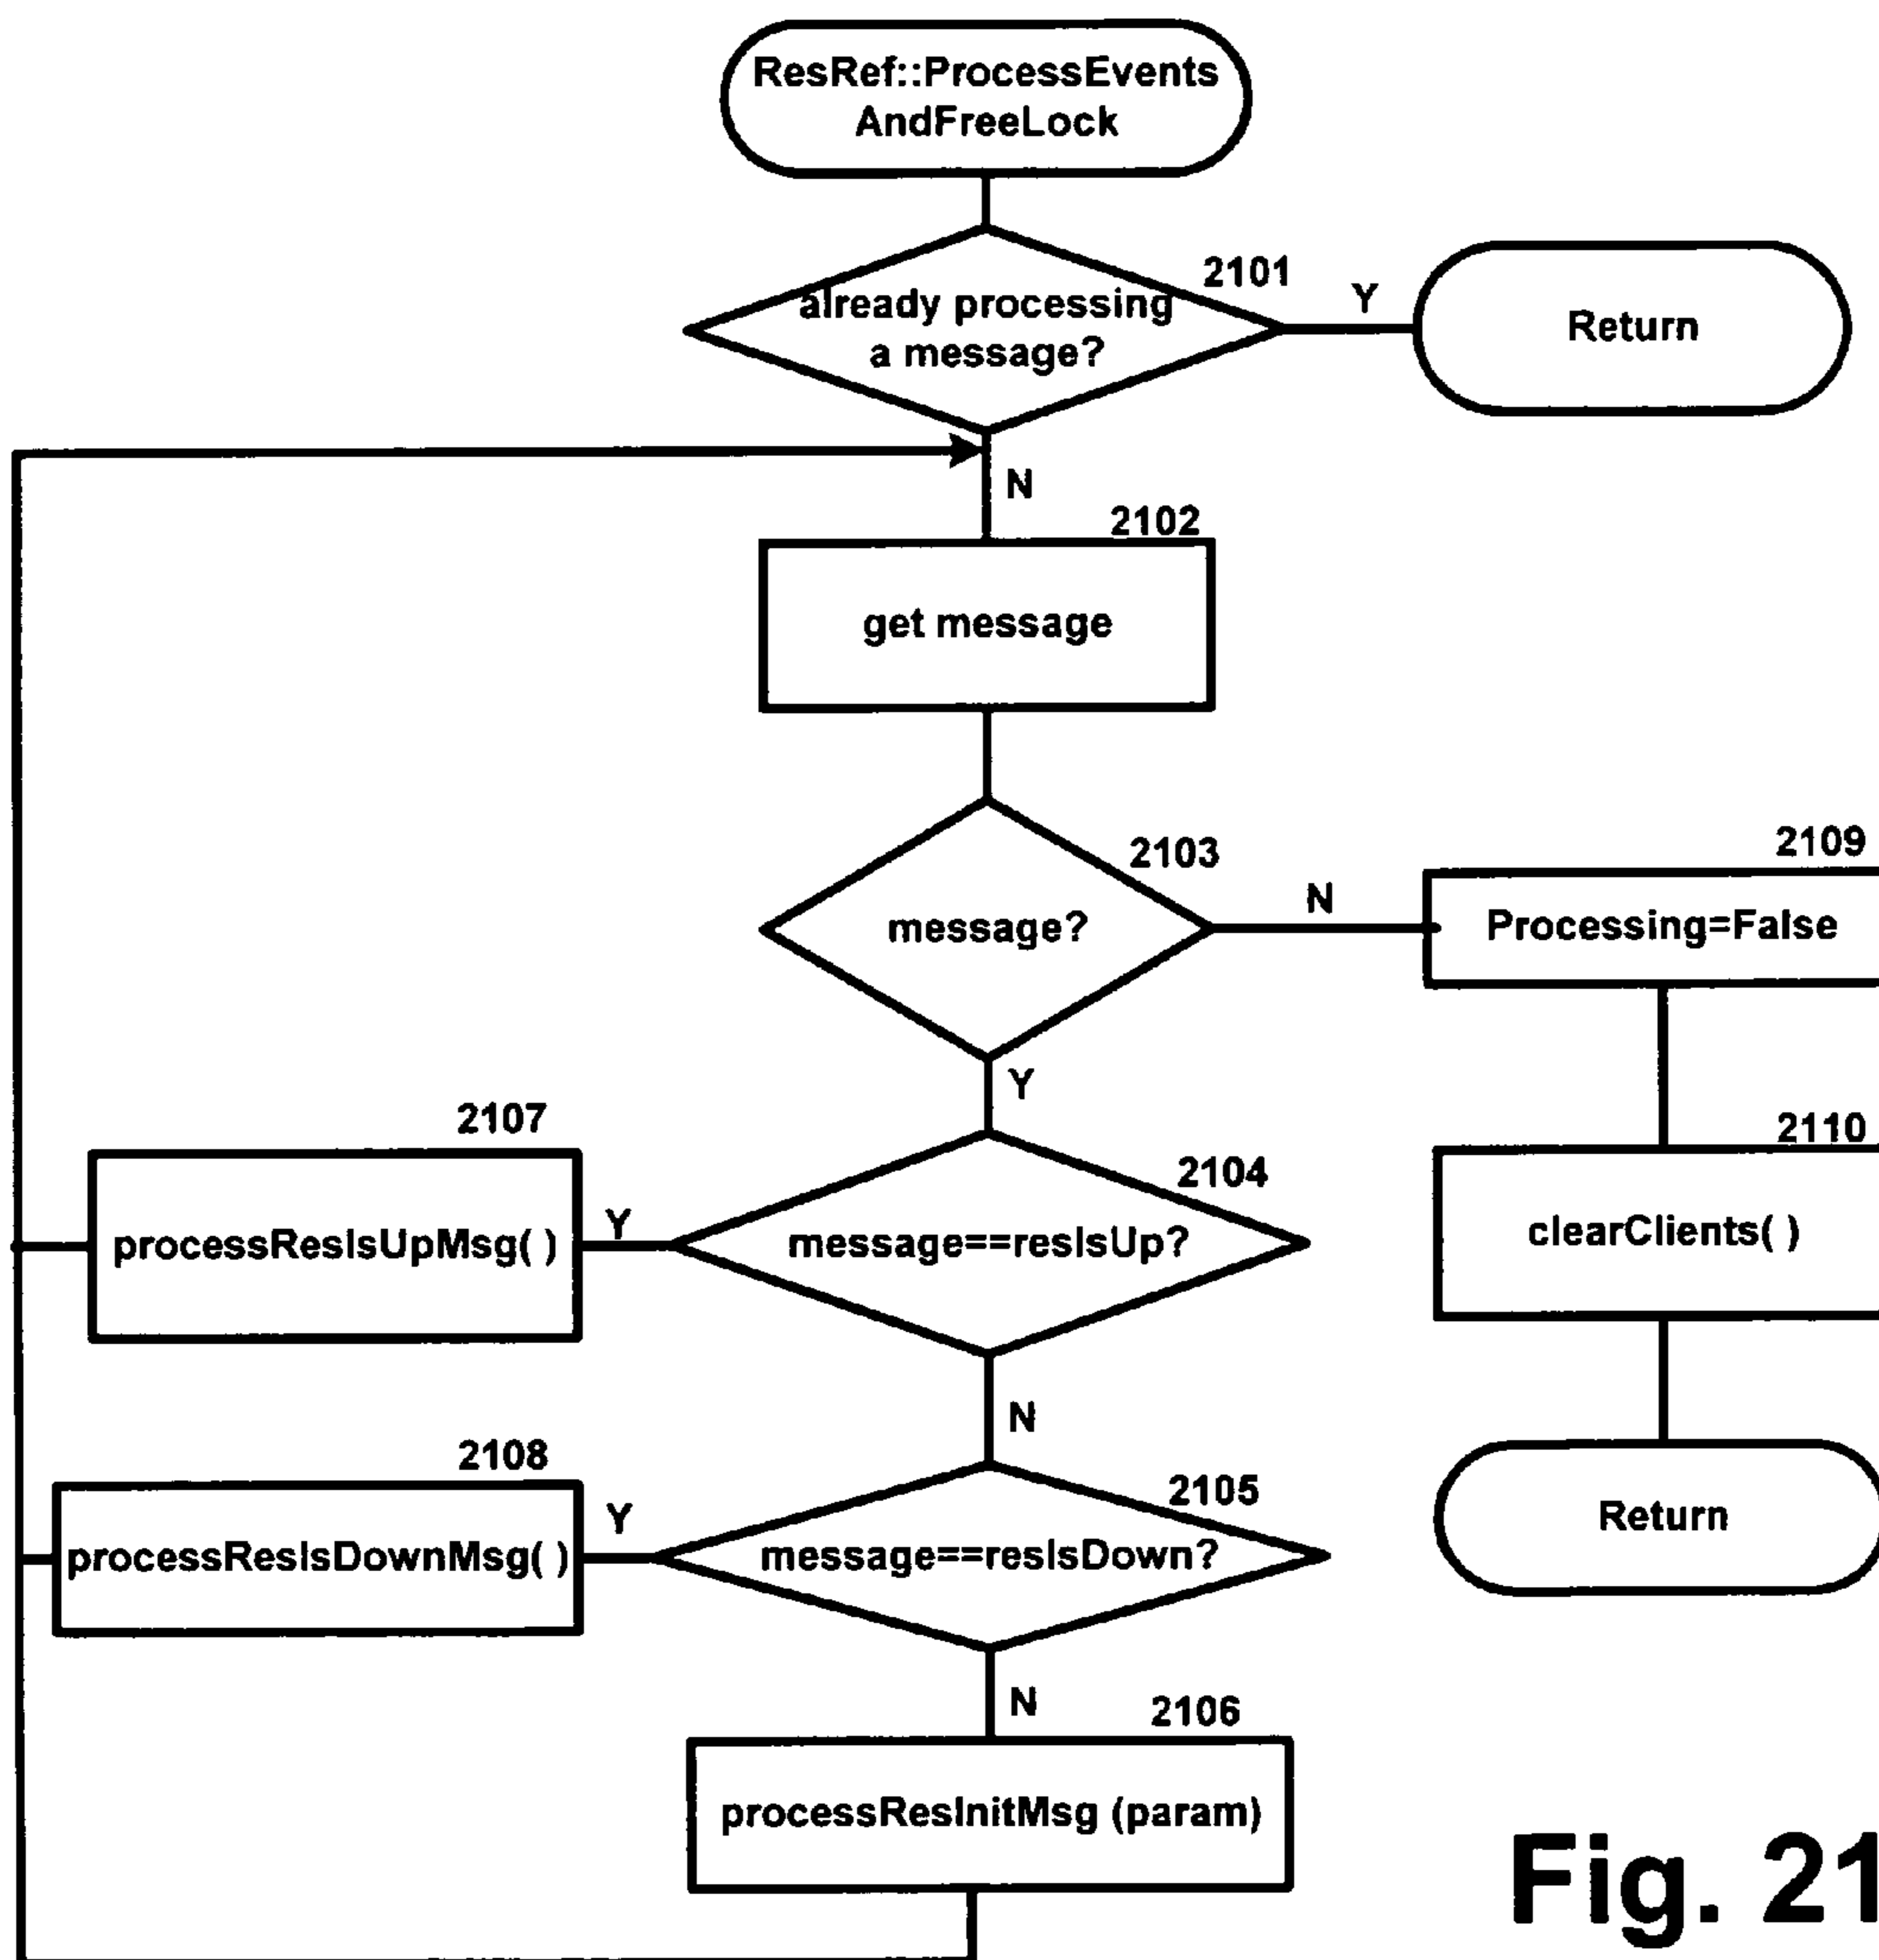 ResRef::ProcessEvents
AndFreeLock
2101
already processing
a message?
Y
Return
N
2102
get message
2103
message?
N
2109
Processing=False
Y
2107
processResIsUpMsg( )
Y
2104
message==resIsUp?
2110
clearClients( )
N
2108
processResIsDownMsg( )
Y
2105
message==resIsDown?
Return
N
2106
processResInitMsg (param)
Fig. 21